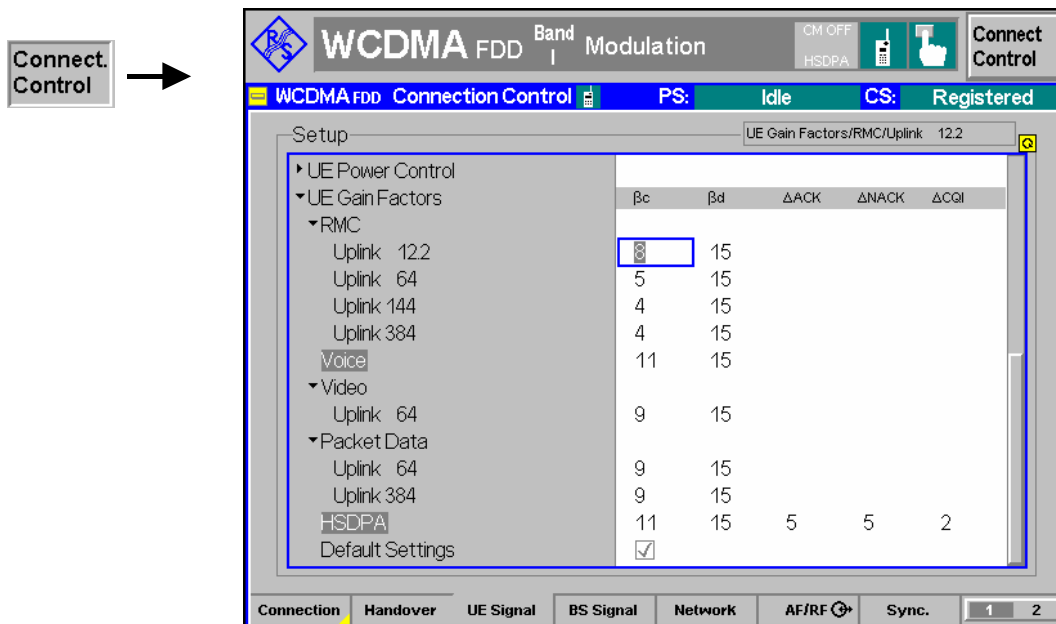 Connect.
Control
R S
WCDMA FDD Band I Modulation
CM OFF
HSDPA
Connect
Control
WCDMA FDD Connection Control PS: Idle CS: Registered
Setup UE Gain Factors/RMC/Uplink 12.2
UE Power Control
UE Gain Factors βc βd ΔACK ΔNACK ΔCQI
RMC
Uplink 12.2 8 15
Uplink 64 5 15
Uplink 144 4 15
Uplink 384 4 15
Voice 11 15
Video
Uplink 64 9 15
Packet Data
Uplink 64 9 15
Uplink 384 9 15
HSDPA 11 15 5 5 2
Default Settings
Connection Handover UE Signal BS Signal Network AF/RF Sync. 1 2